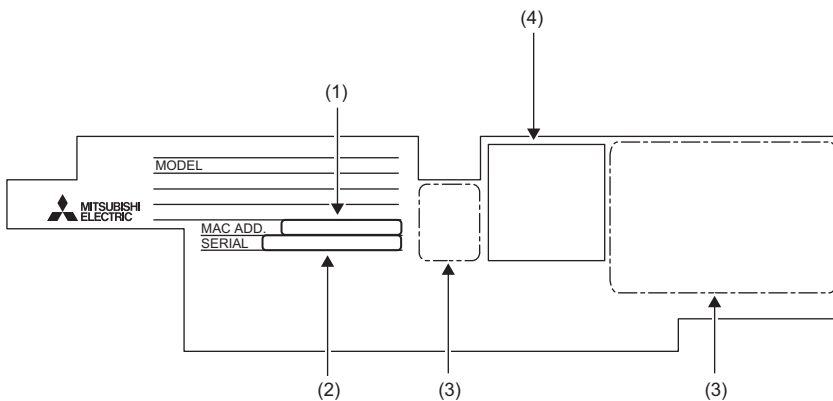 (4)
(1)
MODEL
MITSUBISHI
ELECTRIC
MAC ADD.
SERIAL
(2)
(3)
(3)